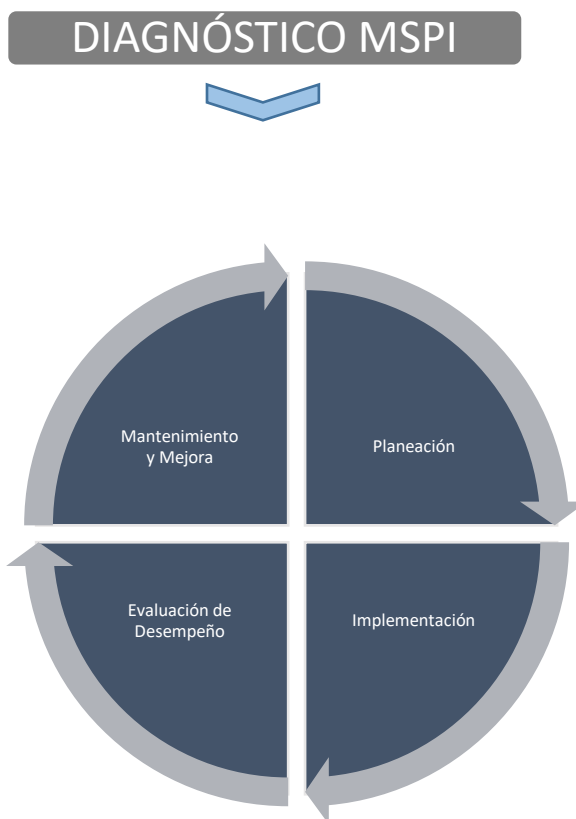 DIAGNÓSTICO MSPI
Mantenimiento
y Mejora
Planeación
Evaluación de
Desempeño
Implementación